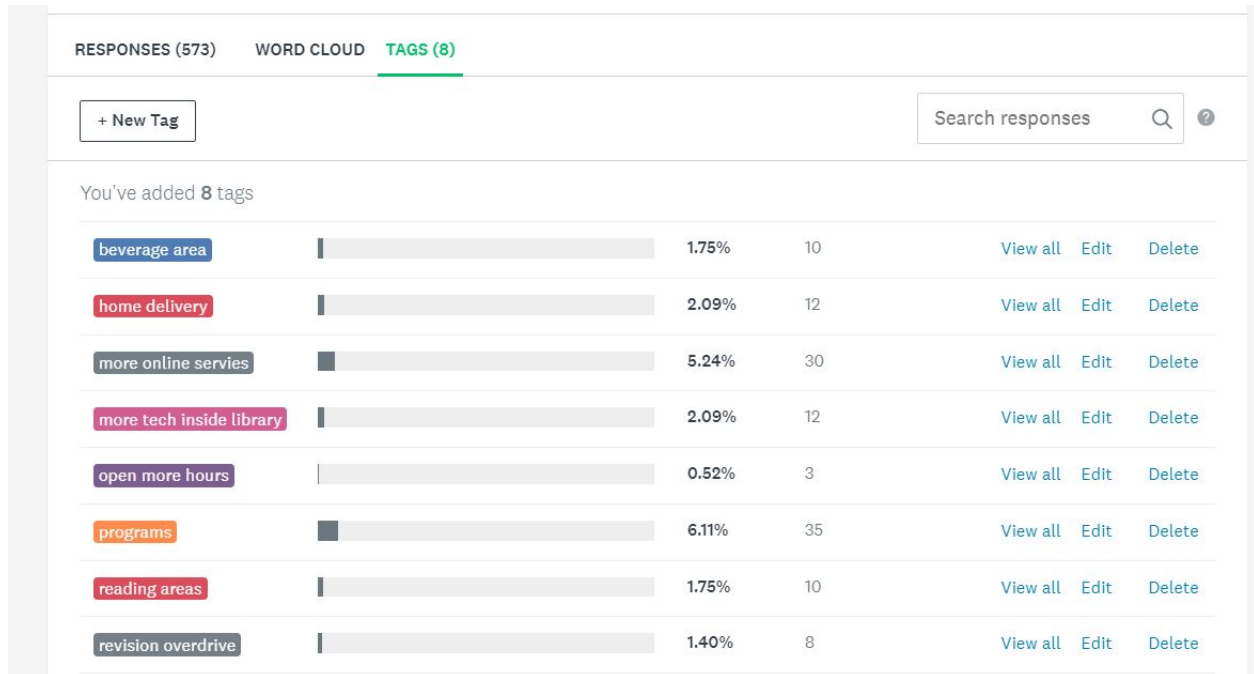 RESPONSES (573) WORD CLOUD TAGS (8)
+ New Tag Search responses ?
You've added 8 tags
beverage area 1.75% 10 View all Edit Delete
home delivery 2.09% 12 View all Edit Delete
more online servies 5.24% 30 View all Edit Delete
more tech inside library 2.09% 12 View all Edit Delete
open more hours 0.52% 3 View all Edit Delete
programs 6.11% 35 View all Edit Delete
reading areas 1.75% 10 View all Edit Delete
revision overdrive 1.40% 8 View all Edit Delete